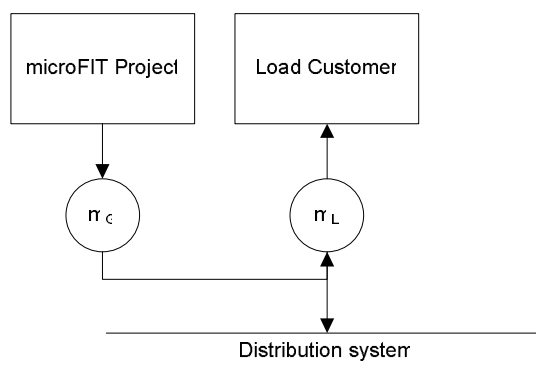 microFIT Project
Load Customer
m G
m L
Distribution system